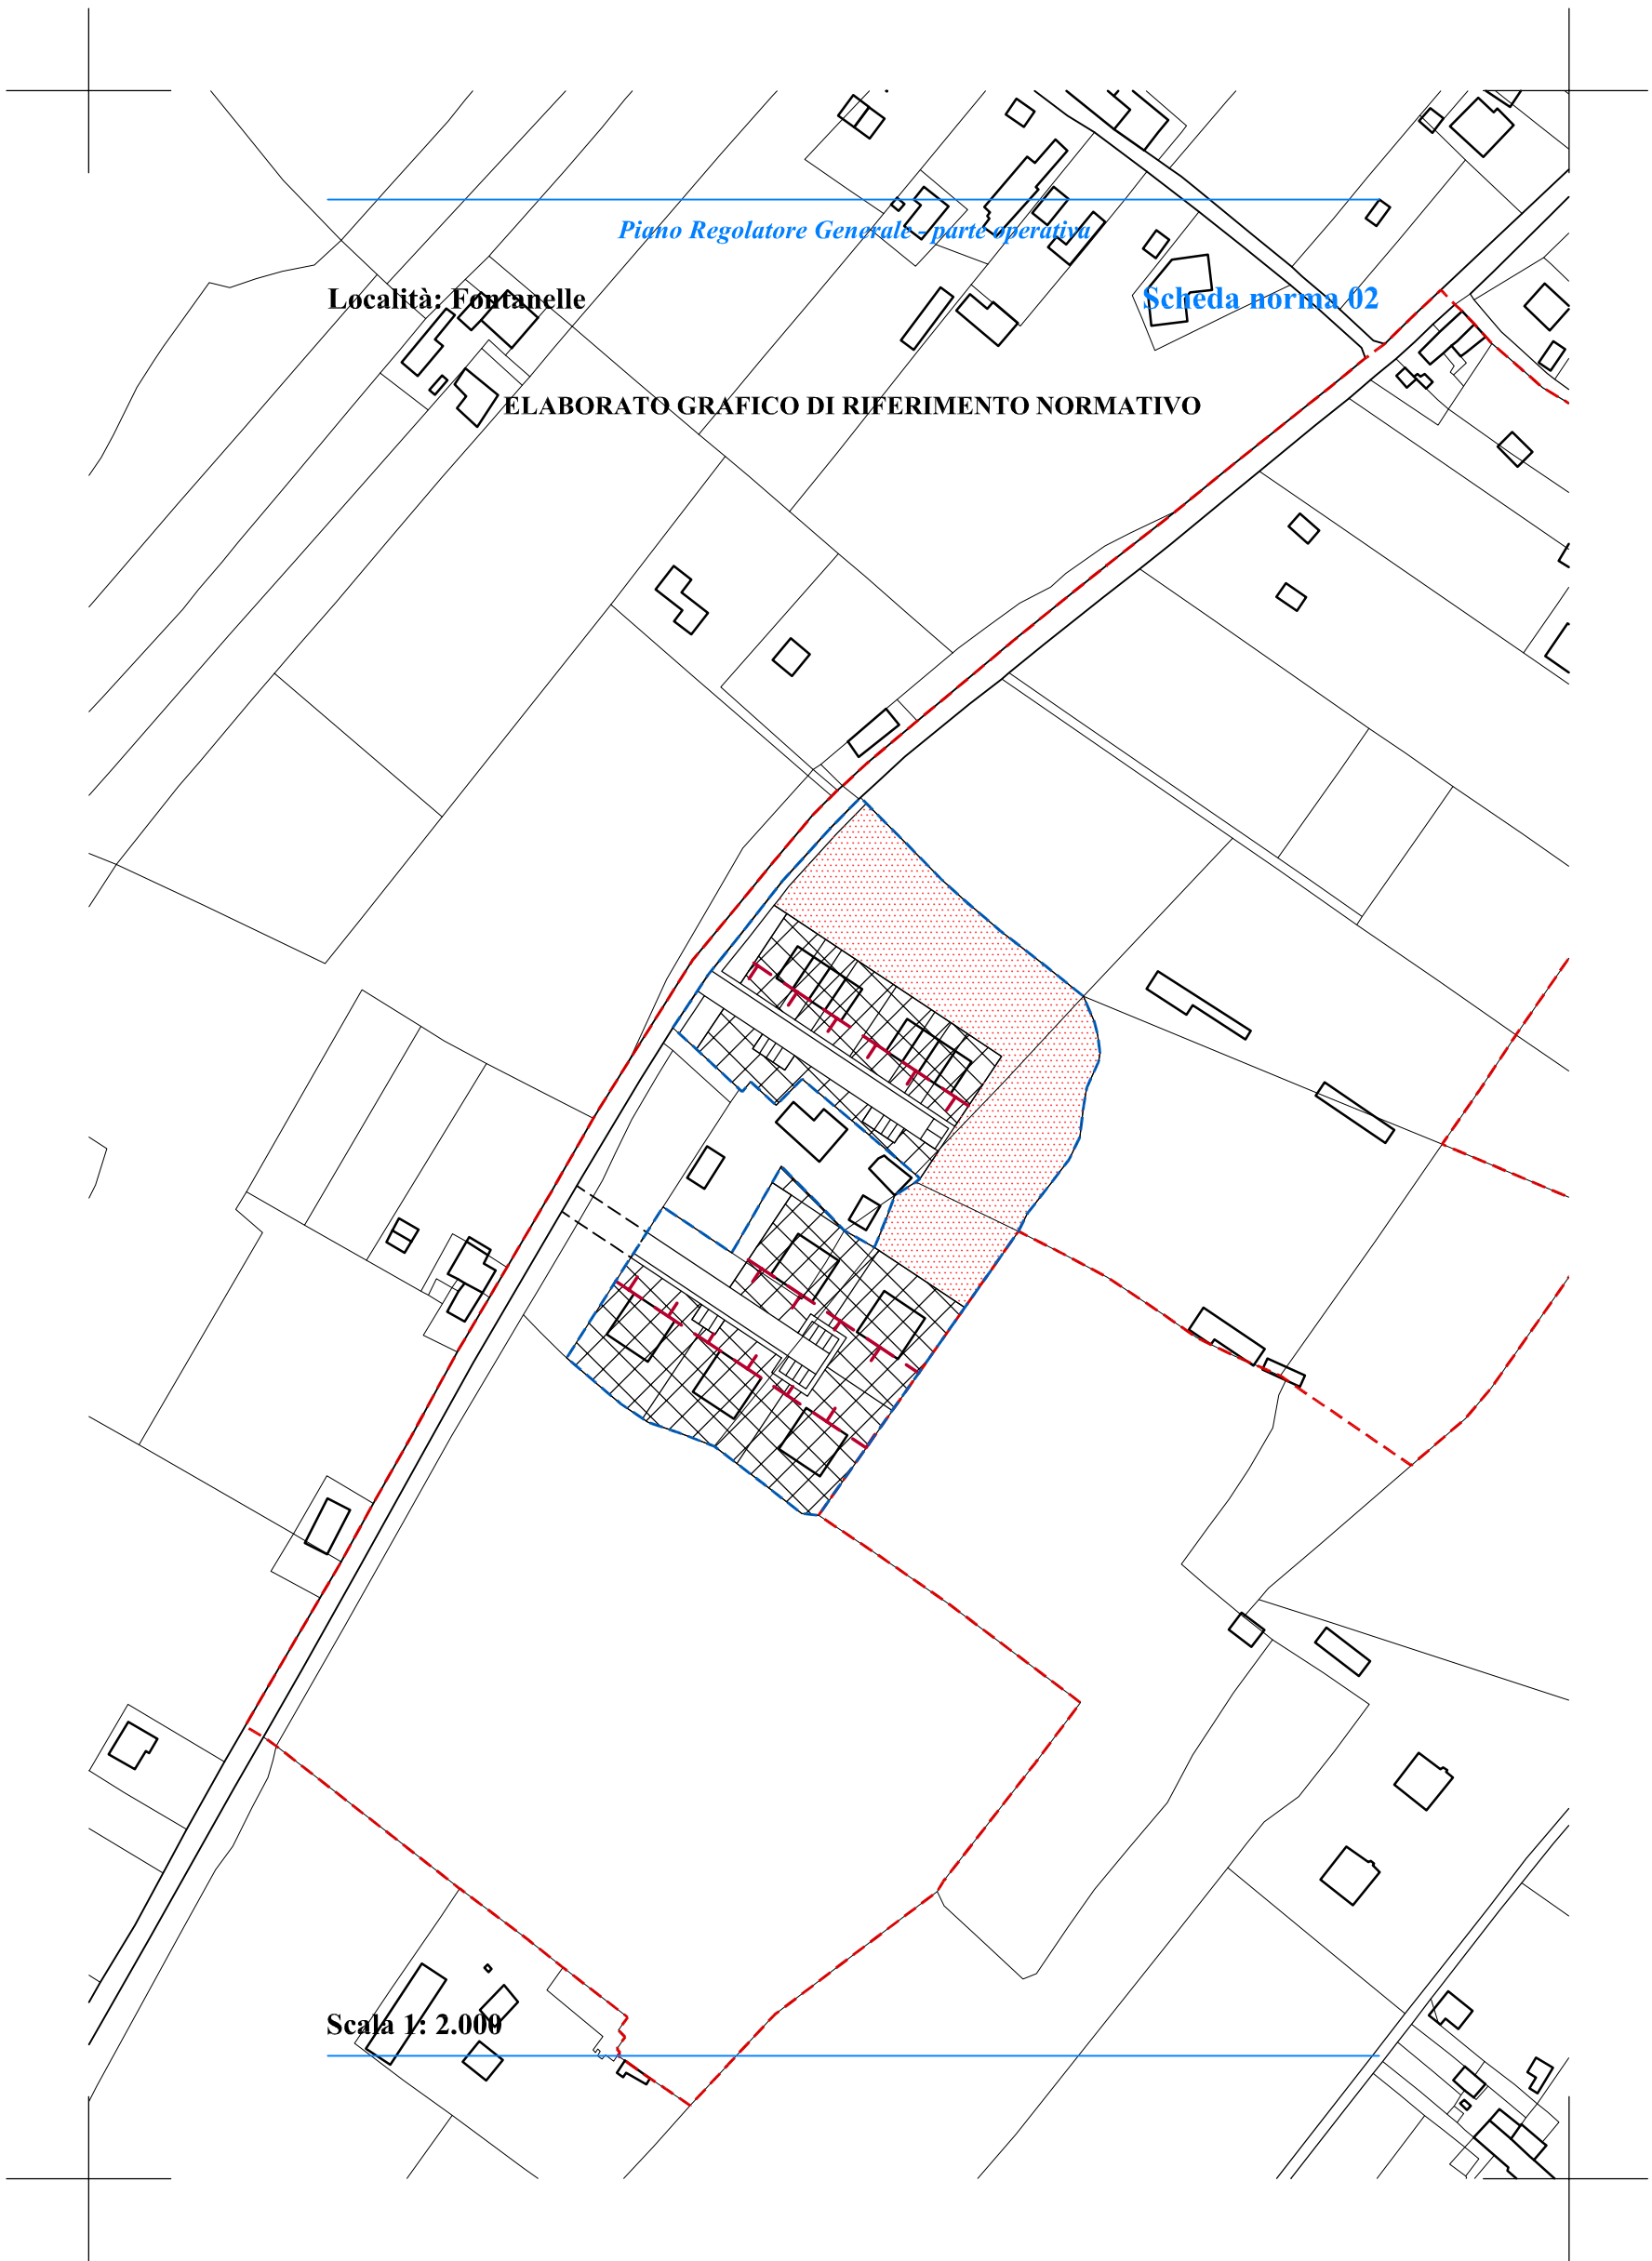 Piano Regolatore Generale - parte operativa
Località: Fontanelle
Scheda norma 02
ELABORATO GRAFICO DI RIFERIMENTO NORMATIVO
Scala 1: 2.000